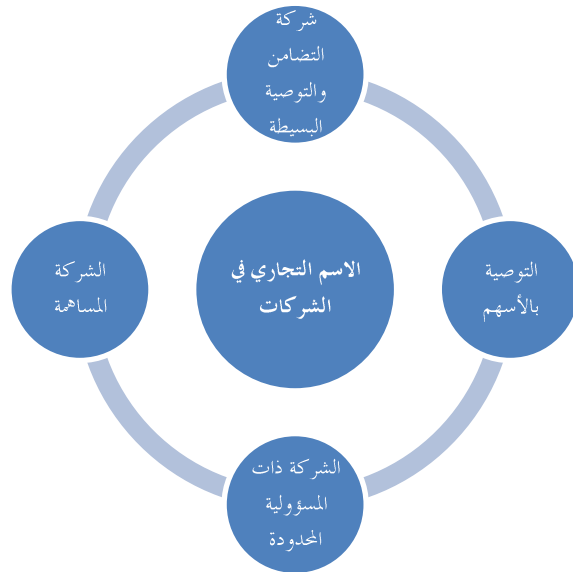 شركة
التضامن
والتوصية
البسيطة
التوصية
بالأسهم
الاسم التجاري في
الشركات
الشركة
المساهمة
الشركة ذات
المسؤولية
المحدودة